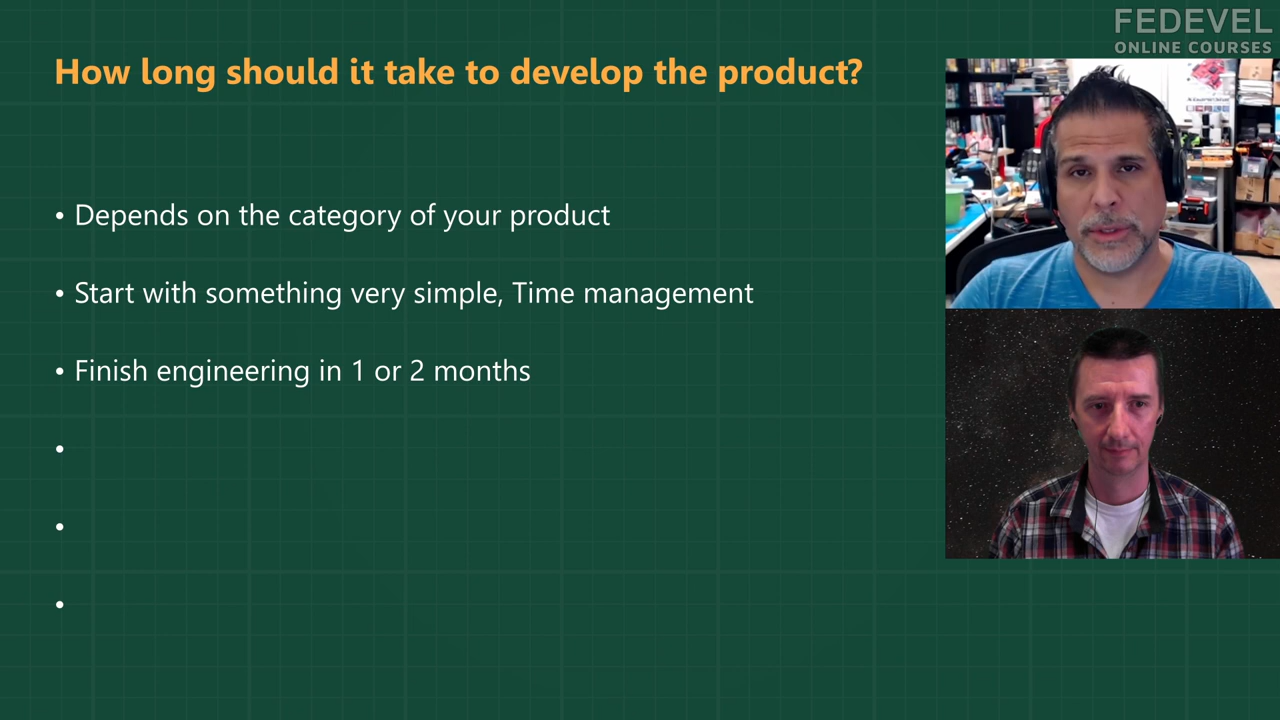 FEDEVEL
ONLINE COURSES
How long should it take to develop the product?
• Depends on the category of your product
• Start with something very simple, Time management
• Finish engineering in 1 or 2 months
•
•
•